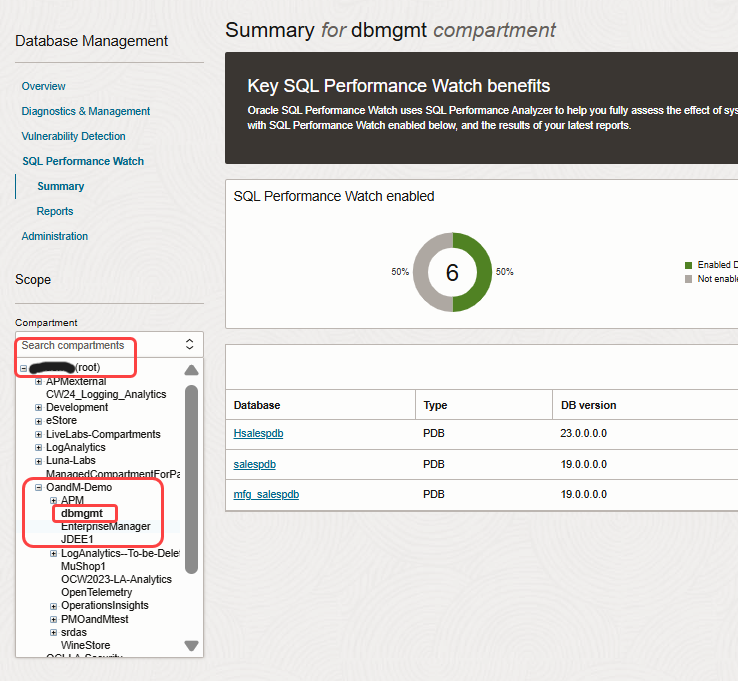 Database Management
Overview
Diagnostics & Management
Vulnerability Detection
SQL Performance Watch
Summary
Reports
Administration
Scope
Compartment
Search compartments
(root)
APMexternal
CW24_Logging_Analytics
Development
eStore
LiveLabs-Compartments
LogAnalytics
Luna-Labs
ManagedCompartmentForPa
OandM-Demo
APM
dbmgmt
EnterpriseManager
JDEE1
LogAnalytics--To-be-Delet
MuShop1
OCW2023-LA-Analytics
OpenTelemetry
OperationsInsights
PMOandMtest
srdas
WineStore
Summary for dbmgmt compartment
Key SQL Performance Watch benefits
Oracle SQL Performance Watch uses SQL Performance Analyzer to help you fully assess the effect of sys
with SQL Performance Watch enabled below, and the results of your latest reports.
SQL Performance Watch enabled
50% 6 50%
Enabled D
Not enable
Database Type DB version
Hsalespdb PDB 23.0.0.0.0
salespdb PDB 19.0.0.0.0
mfg_salespdb PDB 19.0.0.0.0